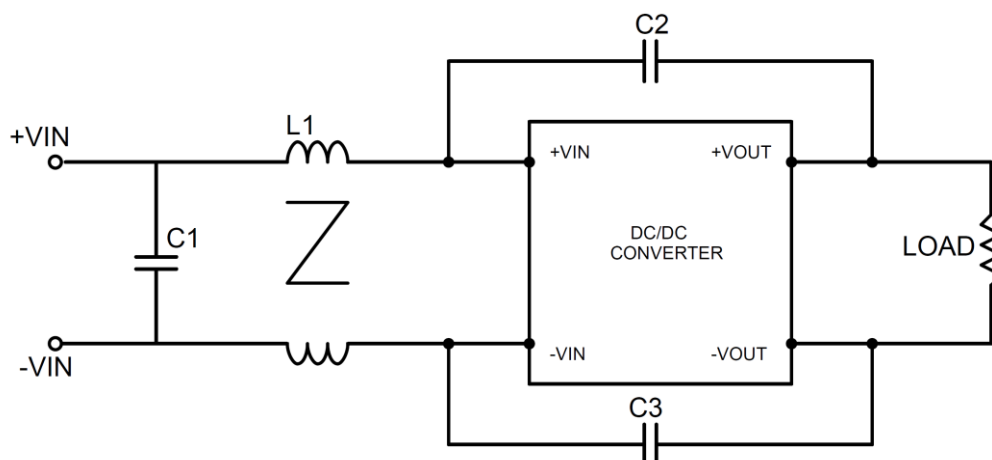 C2
L1
+VIN
+VIN
+VOUT
C1
DC/DC
CONVERTER
LOAD
-VIN
-VIN
-VOUT
C3